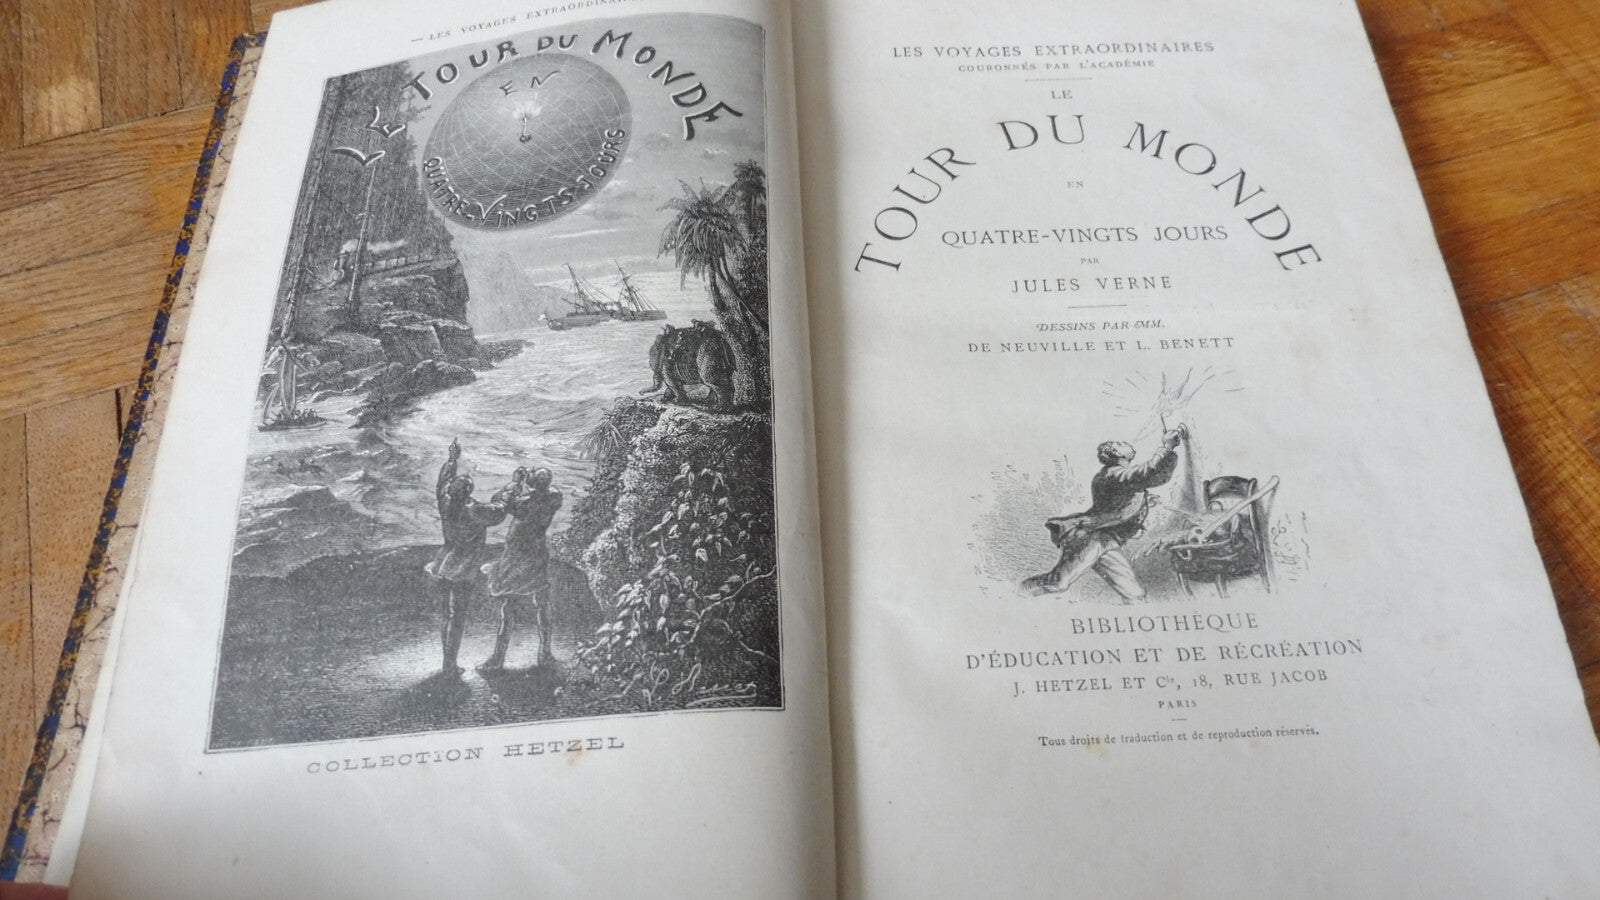 — LES VOYAGES EXTRAORDINAIRES
LE TOUR DU MONDE
EN
QUATRE-VINGTS JOURS
L. Benett
COLLECTION HETZEL
LES VOYAGES EXTRAORDINAIRES
COURONNÉS PAR L'ACADÉMIE
LE
TOUR DU MONDE
EN
QUATRE-VINGTS JOURS
PAR
JULES VERNE
DESSINS PAR MM.
DE NEUVILLE ET L. BENETT
BIBLIOTHÈQUE
D'ÉDUCATION ET DE RÉCRÉATION
J. HETZEL ET Cie, 18, RUE JACOB
PARIS
Tous droits de traduction et de reproduction réservés.